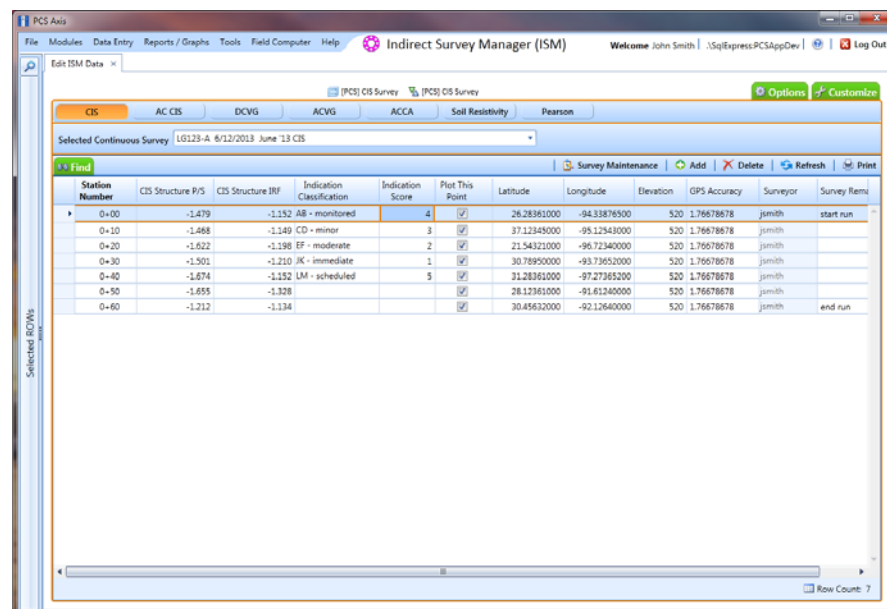 PCS Axis
File Modules Data Entry Reports / Graphs Tools Field Computer Help Indirect Survey Manager (ISM) Welcome John Smith .\SqlExpress:PCSAppDev Log Out
Edit ISM Data ×
[PCS] CIS Survey [PCS] CIS Survey Options Customize
CIS AC CIS DCVG ACVG ACCA Soil Resistivity Pearson
Selected Continuous Survey LG123-A 6/12/2013 June '13 CIS
Find Survey Maintenance Add Delete Refresh Print
Station Number CIS Structure P/S CIS Structure IRF Indication Classification Indication Score Plot This Point Latitude Longitude Elevation GPS Accuracy Surveyor Survey Rema
0+00 -1.479 -1.152 AB - monitored 4 26.28361000 -94.33876500 520 1.76678678 jsmith start run
0+10 -1.468 -1.149 CD - minor 3 37.12345000 -95.12543000 520 1.76678678 jsmith
0+20 -1.622 -1.198 EF - moderate 2 21.54321000 -96.72340000 520 1.76678678 jsmith
0+30 -1.501 -1.210 JK - immediate 1 30.78950000 -93.73652000 520 1.76678678 jsmith
0+40 -1.674 -1.152 LM - scheduled 5 31.28361000 -97.27365200 520 1.76678678 jsmith
0+50 -1.655 -1.328 28.12361000 -91.61240000 520 1.76678678 jsmith
0+60 -1.212 -1.134 30.45632000 -92.12640000 520 1.76678678 jsmith end run
Selected ROWs
Row Count: 7